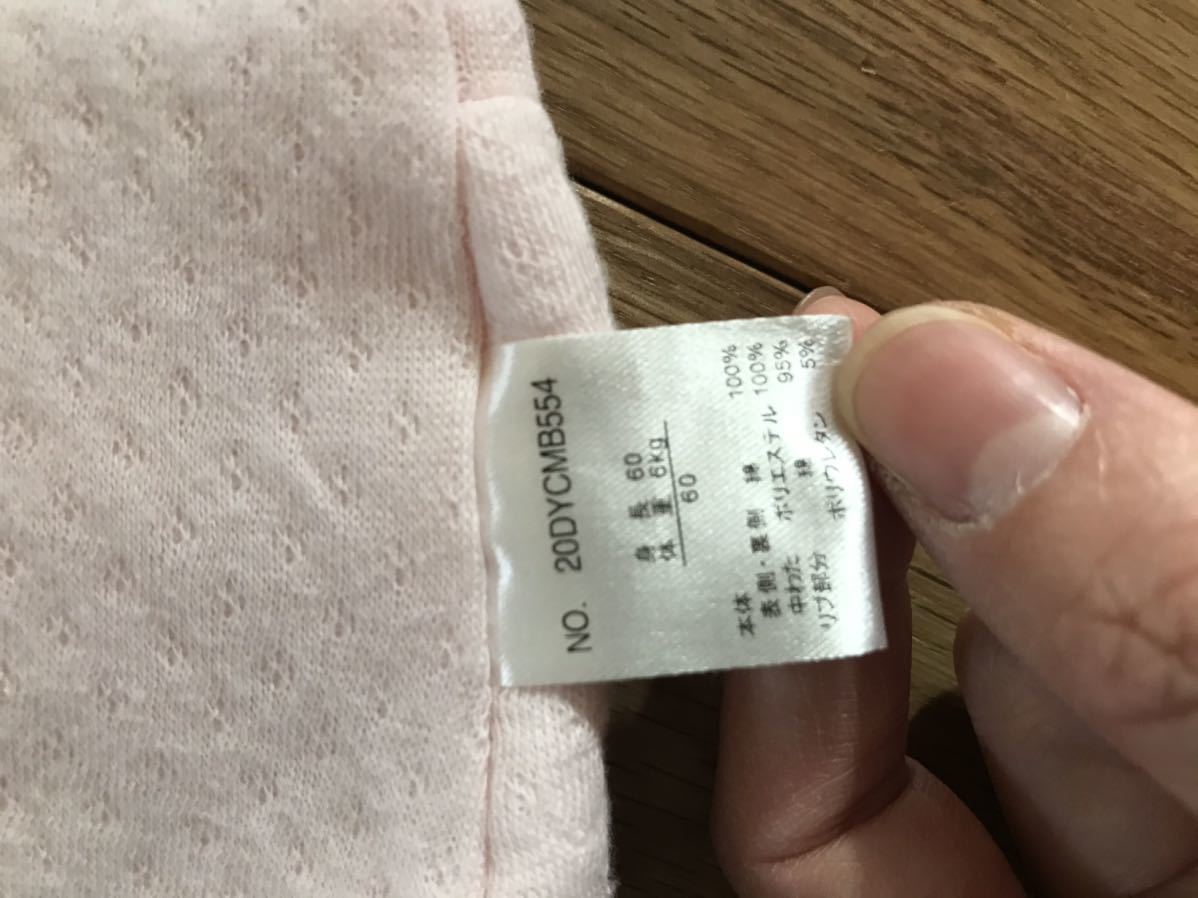 NO. 20DYCMB554
身 長 60
体 重 6kg
60
本体
表側・裏側 綿 100%
中わた ポリエステル 100%
リブ部分 綿 95%
ポリウレタン 5%